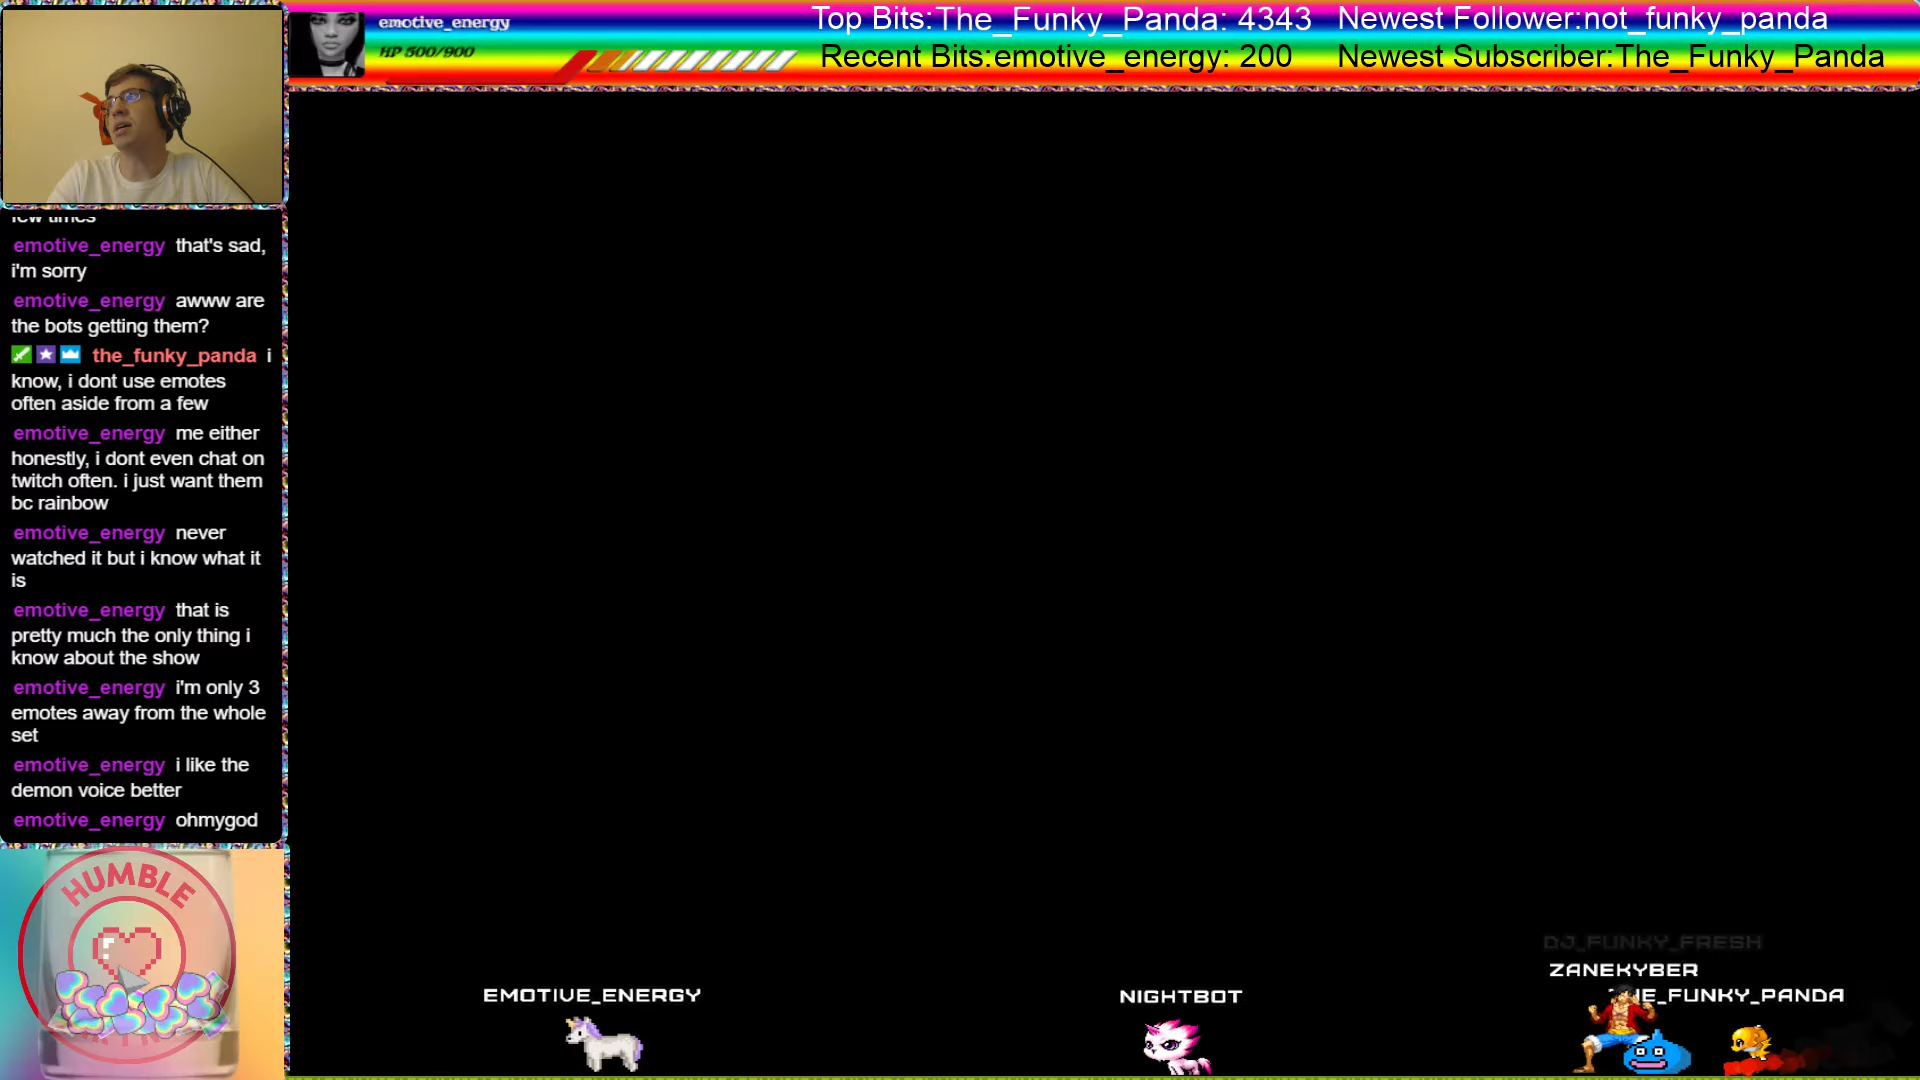 emotive_energy
HP 500/900
Top Bits:The_Funky_Panda: 4343
Newest Follower:not_funky_panda
Recent Bits:emotive_energy: 200
Newest Subscriber:The_Funky_Panda
few times
emotive_energy that's sad,
i'm sorry
emotive_energy awww are
the bots getting them?
the_funky_panda i
know, i dont use emotes
often aside from a few
emotive_energy me either
honestly, i dont even chat on
twitch often. i just want them
bc rainbow
emotive_energy never
watched it but i know what it
is
emotive_energy that is
pretty much the only thing i
know about the show
emotive_energy i'm only 3
emotes away from the whole
set
emotive_energy i like the
demon voice better
emotive_energy ohmygod
HUMBLE
EMOTIVE_ENERGY
NIGHTBOT
DJ_FUNKY_FRESH
ZANEKYBER
HE_FUNKY_PANDA